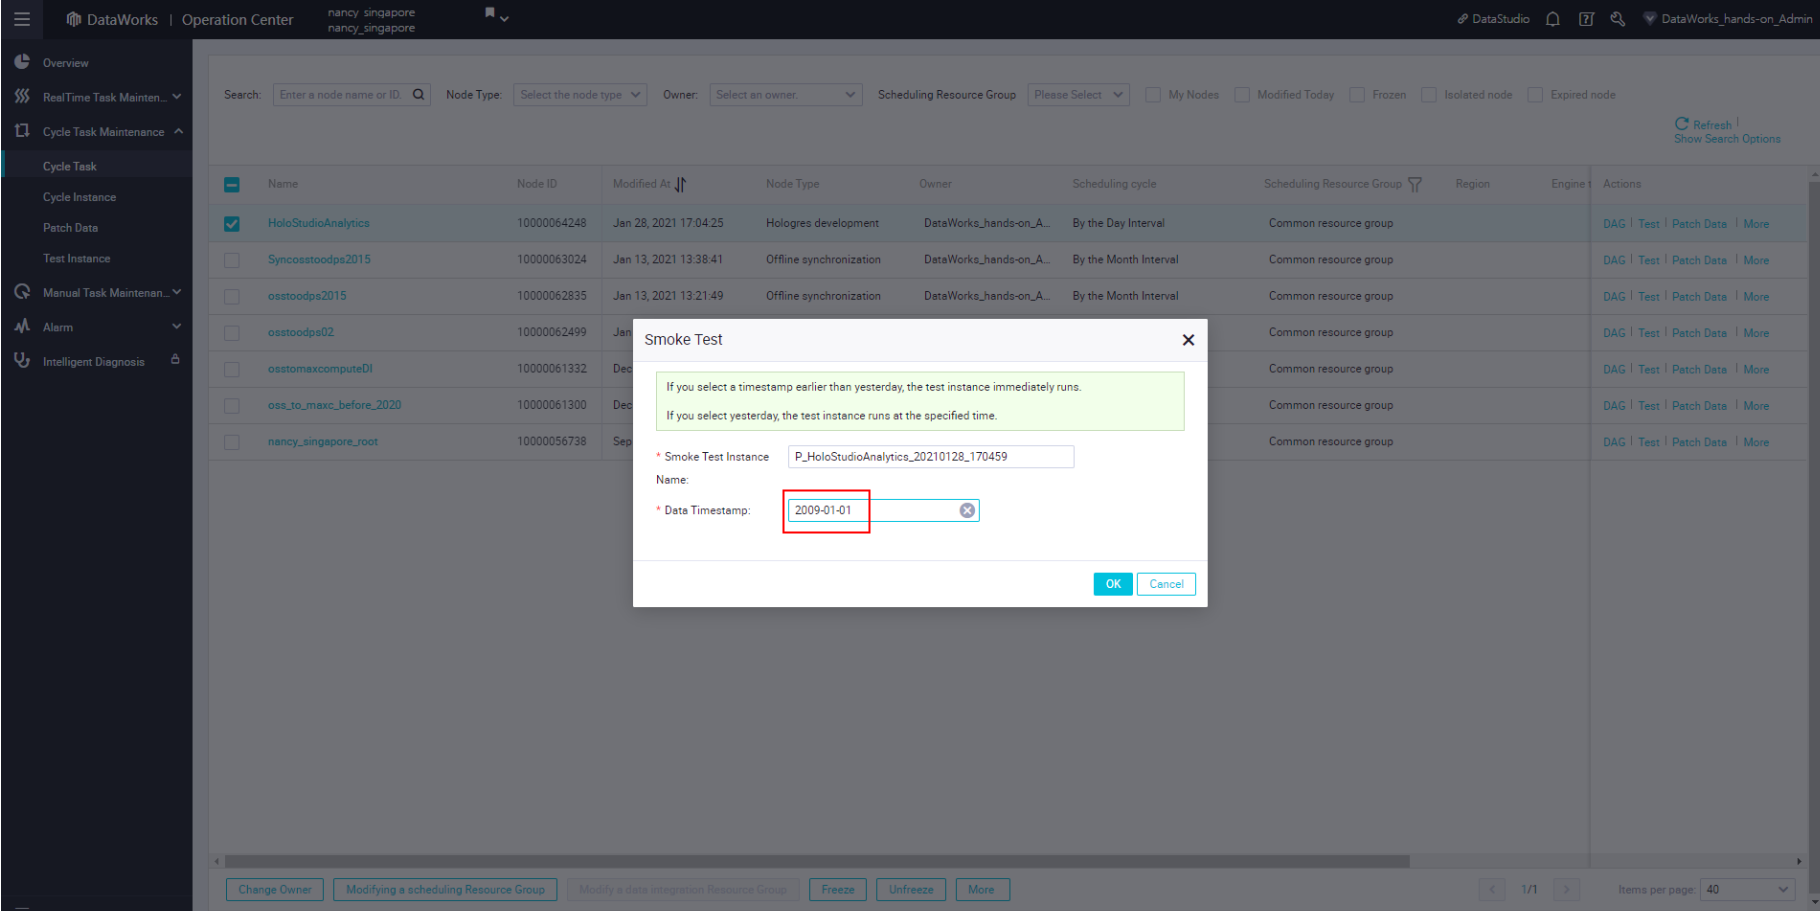 DataWorks | Operation Center
nancy_singapore
nancy_singapore
DataStudio
DataWorks_hands-on_Admin
Overview
RealTime Task Mainten...
Cycle Task Maintenance
Cycle Task
Cycle Instance
Patch Data
Test Instance
Manual Task Maintenan...
Alarm
Intelligent Diagnosis
Search: Enter a node name or ID. Node Type: Select the node type Owner: Select an owner. Scheduling Resource Group Please Select My Nodes Modified Today Frozen Isolated node Expired node
Refresh
Show Search Options
Name Node ID Modified At Node Type Owner Scheduling cycle Scheduling Resource Group Region Engine t Actions
HoloStudioAnalytics 10000064248 Jan 28, 2021 17:04:25 Hologres development DataWorks_hands-on_A... By the Day Interval Common resource group DAG | Test | Patch Data | More
Syncosstoodps2015 10000063024 Jan 13, 2021 13:38:41 Offline synchronization DataWorks_hands-on_A... By the Month Interval Common resource group DAG | Test | Patch Data | More
osstoodps2015 10000062835 Jan 13, 2021 13:21:49 Offline synchronization DataWorks_hands-on_A... By the Month Interval Common resource group DAG | Test | Patch Data | More
osstoodps02 10000062499 Jan Common resource group DAG | Test | Patch Data | More
osstomaxcomputeDI 10000061332 Dec Common resource group DAG | Test | Patch Data | More
oss_to_maxc_before_2020 10000061300 Dec Common resource group DAG | Test | Patch Data | More
nancy_singapore_root 10000056738 Sep Common resource group DAG | Test | Patch Data | More
Smoke Test
If you select a timestamp earlier than yesterday, the test instance immediately runs.
If you select yesterday, the test instance runs at the specified time.
* Smoke Test Instance P_HoloStudioAnalytics_20210128_170459
Name:
* Data Timestamp: 2009-01-01
OK Cancel
Change Owner Modifying a scheduling Resource Group Modify a data integration Resource Group Freeze Unfreeze More 1/1 Items per page: 40